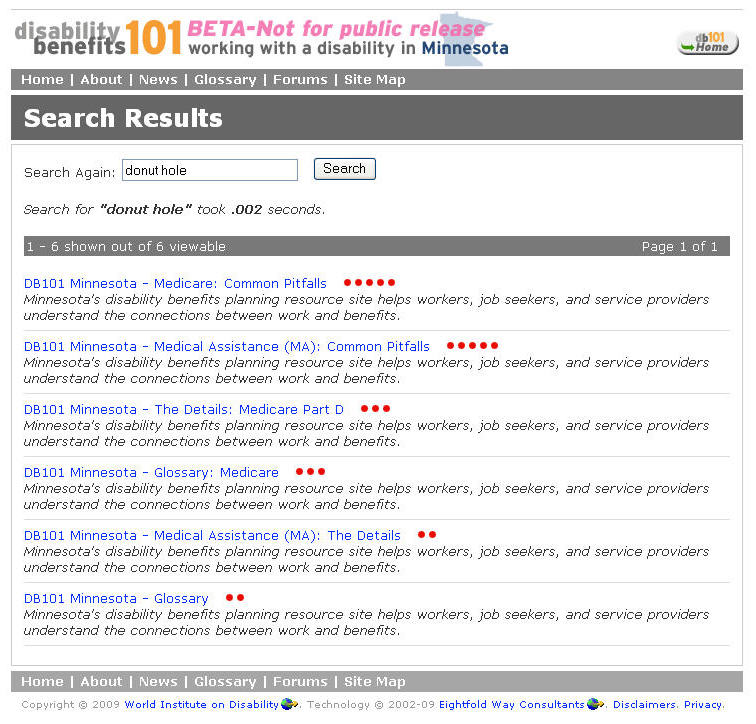 disability benefits101 BETA-Not for public release
working with a disability in Minnesota
db101 Home
Home | About | News | Glossary | Forums | Site Map
Search Results
Search Again: donut hole Search
Search for "donut hole" took .002 seconds.
1 - 6 shown out of 6 viewable Page 1 of 1
DB101 Minnesota - Medicare: Common Pitfalls
Minnesota's disability benefits planning resource site helps workers, job seekers, and service providers
understand the connections between work and benefits.
DB101 Minnesota - Medical Assistance (MA): Common Pitfalls
Minnesota's disability benefits planning resource site helps workers, job seekers, and service providers
understand the connections between work and benefits.
DB101 Minnesota - The Details: Medicare Part D
Minnesota's disability benefits planning resource site helps workers, job seekers, and service providers
understand the connections between work and benefits.
DB101 Minnesota - Glossary: Medicare
Minnesota's disability benefits planning resource site helps workers, job seekers, and service providers
understand the connections between work and benefits.
DB101 Minnesota - Medical Assistance (MA): The Details
Minnesota's disability benefits planning resource site helps workers, job seekers, and service providers
understand the connections between work and benefits.
DB101 Minnesota - Glossary
Minnesota's disability benefits planning resource site helps workers, job seekers, and service providers
understand the connections between work and benefits.
Home | About | News | Glossary | Forums | Site Map
Copyright © 2009 World Institute on Disability. Technology © 2002-09 Eightfold Way Consultants. Disclaimers. Privacy.